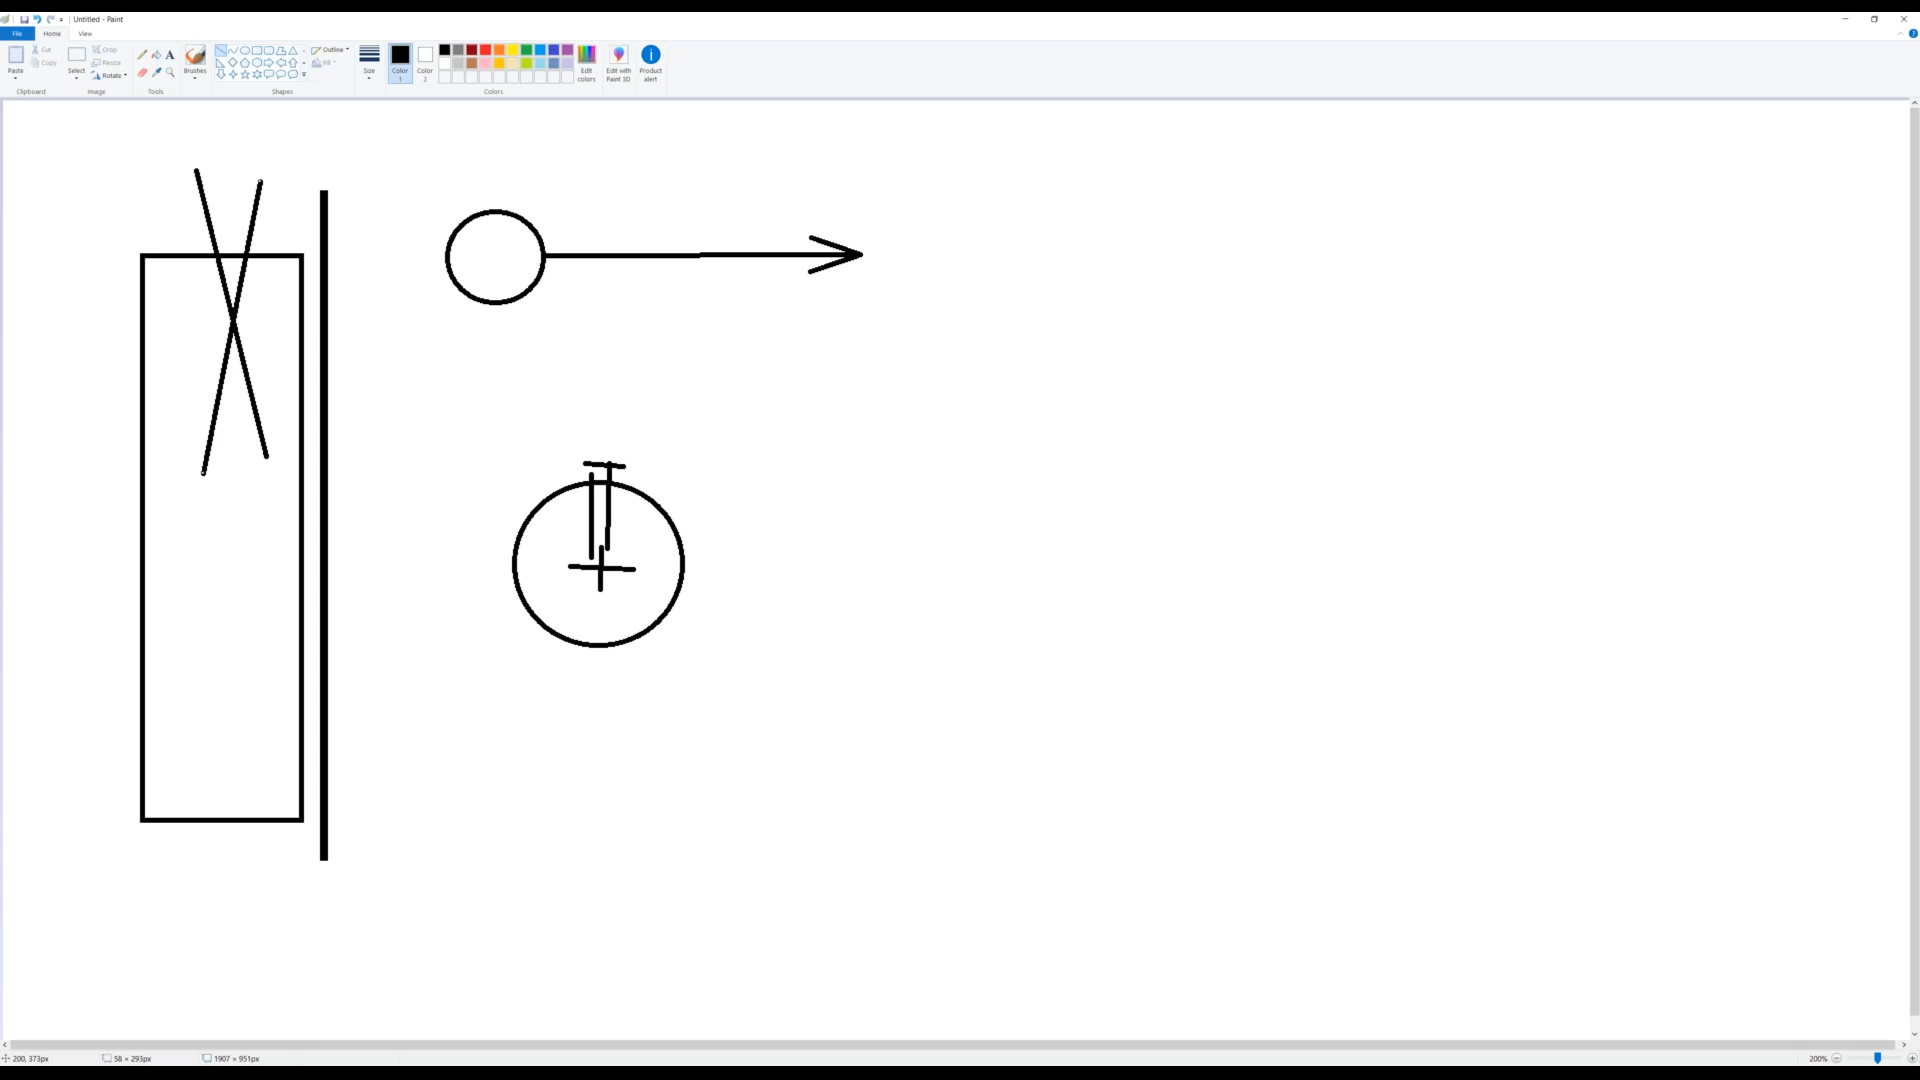 Untitled - Paint
File Home View
Paste
Cut
Copy
Clipboard
Select
Crop
Resize
Rotate
Image
A
Tools
Brushes
Outline
Fill
Shapes
Size
Color 1
Color 2
Edit colors
Colors
Edit with Paint 3D
Product alert
200, 373px
58 × 293px
1907 × 951px
200%